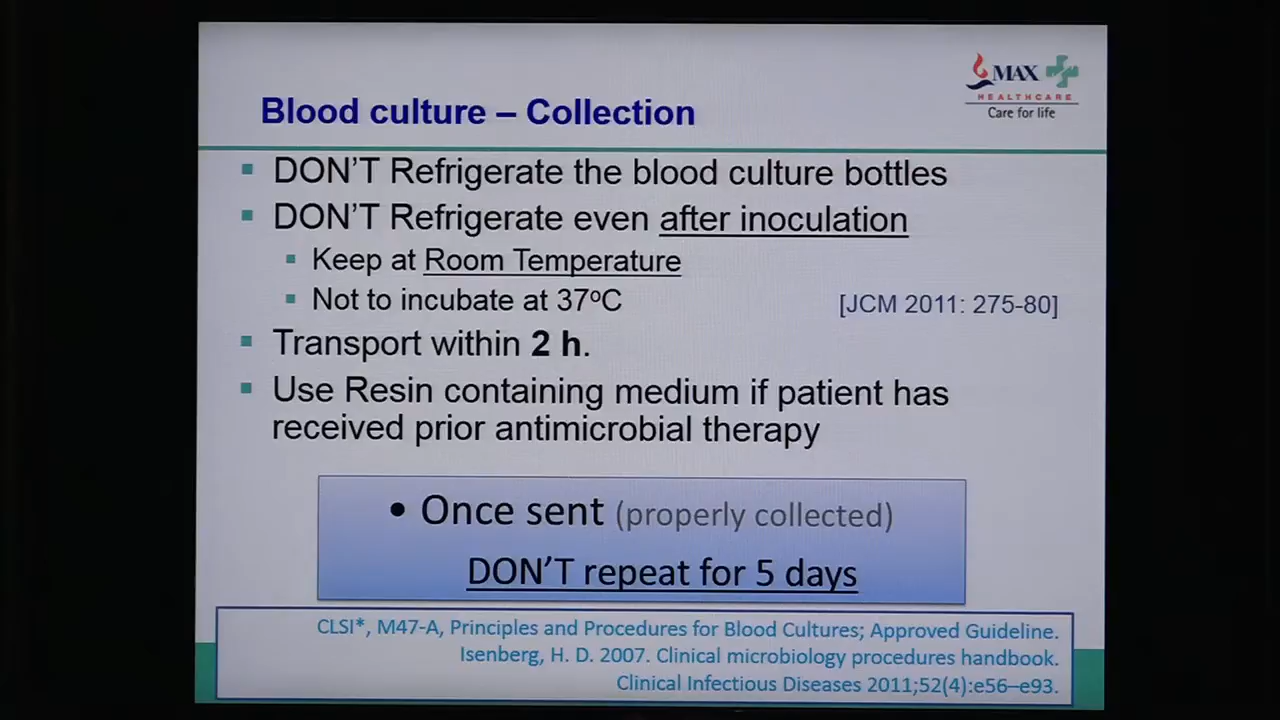 MAX
HEALTHCARE
Care for life
Blood culture – Collection
▪ DON'T Refrigerate the blood culture bottles
▪ DON'T Refrigerate even after inoculation
▪ Keep at Room Temperature
▪ Not to incubate at 37ºC
[JCM 2011: 275-80]
▪ Transport within 2 h.
▪ Use Resin containing medium if patient has
received prior antimicrobial therapy
• Once sent (properly collected)
DON'T repeat for 5 days
CLSI*, M47-A, Principles and Procedures for Blood Cultures; Approved Guideline.
Isenberg, H. D. 2007. Clinical microbiology procedures handbook.
Clinical Infectious Diseases 2011;52(4):e56–e93.